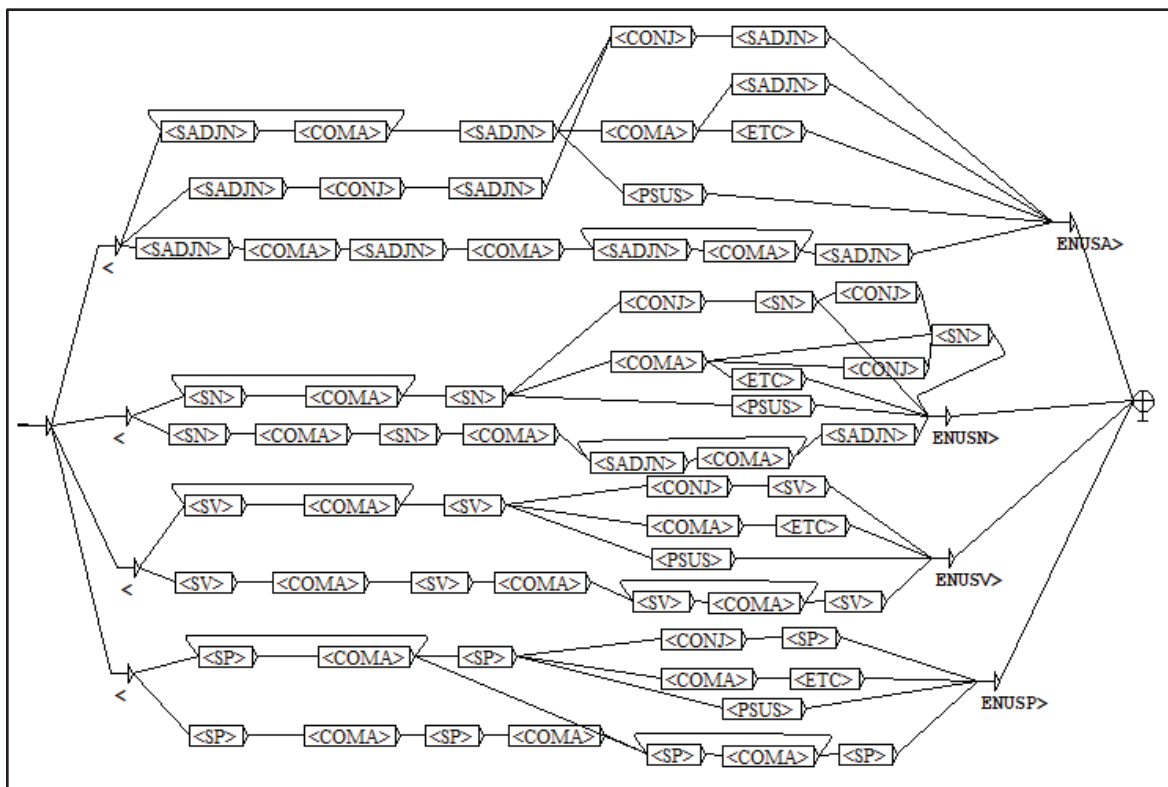 <CONJ> <SADJN>
<SADJN>
<SADJN> <COMA> <SADJN> <COMA> <ETC>
<SADJN> <CONJ> <SADJN> <PSUS>
<SADJN> <COMA> <SADJN> <COMA> <SADJN> <COMA> <SADJN> ENUSA>
<
<CONJ> <SN> <CONJ>
<SN>
<COMA> <CONJ>
<ETC>
<SN> <COMA> <SN> <PSUS>
< <SN> <COMA> <SN> <COMA> <SADJN> ENUSN>
<SADJN> <COMA>
<CONJ> <SV>
<SV> <COMA> <SV>
<COMA> <ETC>
<PSUS>
ENUSV>
< <SV> <COMA> <SV> <COMA> <SV> <COMA> <SV>
<CONJ> <SP>
<SP> <COMA> <SP>
<COMA> <ETC>
< <PSUS> ENUSP>
<SP> <COMA> <SP> <COMA>
<SP> <COMA> <SP>